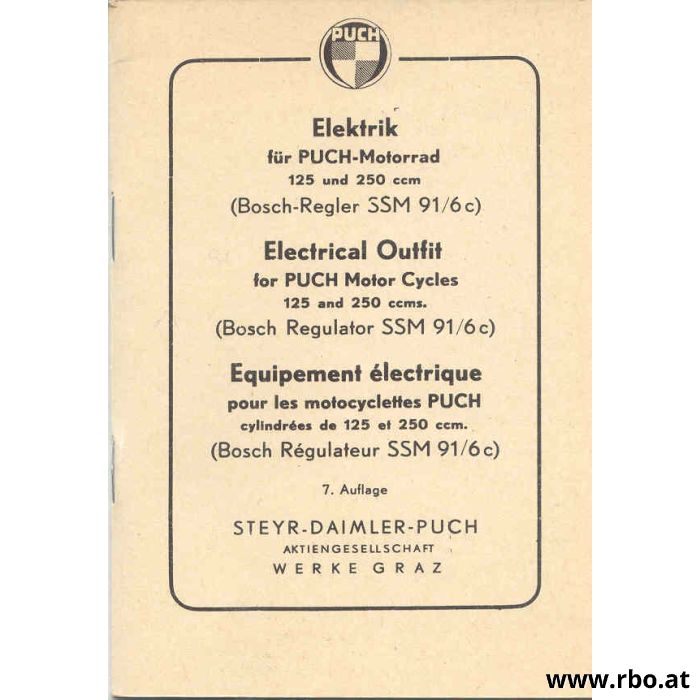 PUCH
Elektrik
für PUCH-Motorrad
125 und 250 ccm
(Bosch-Regler SSM 91/6c)
Electrical Outfit
for PUCH Motor Cycles
125 and 250 ccms.
(Bosch Regulator SSM 91/6c)
Equipement électrique
pour les motocyclettes PUCH
cylindrées de 125 et 250 ccm.
(Bosch Régulateur SSM 91/6c)
7. Auflage
STEYR-DAIMLER-PUCH
AKTIENGESELLSCHAFT
WERKE GRAZ
www.rbo.at